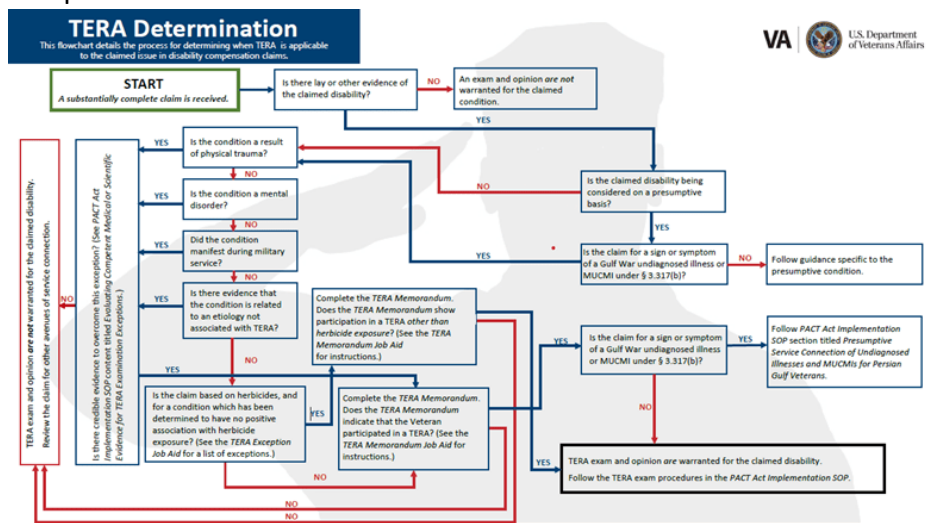 TERA Determination
This flowchart details the process for determining when TERA is applicable
to the claimed issue in disability compensation claims.
VA
U.S. Department
of Veterans Affairs
START
A substantially complete claim is received.
Is there lay or other evidence of
the claimed disability?
NO
An exam and opinion are not
warranted for the claimed
condition.
YES
Is the claimed disability being
considered on a presumptive
basis?
NO
YES
Is the claim for a sign or symptom
of a Gulf War undiagnosed illness or
MUCMI under § 3.317(b)?
YES
NO
Follow guidance specific to the
presumptive condition.
Is the condition a result
of physical trauma?
YES
NO
Is the condition a mental
disorder?
YES
NO
Did the condition
manifest during military
service?
YES
NO
Is there evidence that
the condition is related
to an etiology not
associated with TERA?
YES
NO
Is there credible evidence to overcome this exception? (See PACT Act
Implementation SOP content titled Evaluating Competent Medical or Scientific
Evidence for TERA Examination Exceptions.)
NO
TERA exam and opinion are not warranted for the claimed disability.
Review the claim for other avenues of service connection.
YES
Is the claim based on herbicides, and
for a condition which has been
determined to have no positive
association with herbicide
exposure? (See the TERA Exception
Job Aid for a list of exceptions.)
YES
NO
Complete the TERA Memorandum.
Does the TERA Memorandum show
participation in a TERA other than
herbicide exposure? (See the TERA
Memorandum Job Aid
for instructions.)
Complete the TERA Memorandum.
Does the TERA Memorandum
indicate that the Veteran
participated in a TERA? (See the
TERA Memorandum Job Aid for
instructions.)
YES
Is the claim for a sign or symptom
of a Gulf War undiagnosed illness
or MUCMI under § 3.317(b)?
YES
Follow PACT Act Implementation
SOP section titled Presumptive
Service Connection of Undiagnosed
Illnesses and MUCMIs for Persian
Gulf Veterans.
NO
YES
TERA exam and opinion are warranted for the claimed disability.
Follow the TERA exam procedures in the PACT Act Implementation SOP.
NO
NO